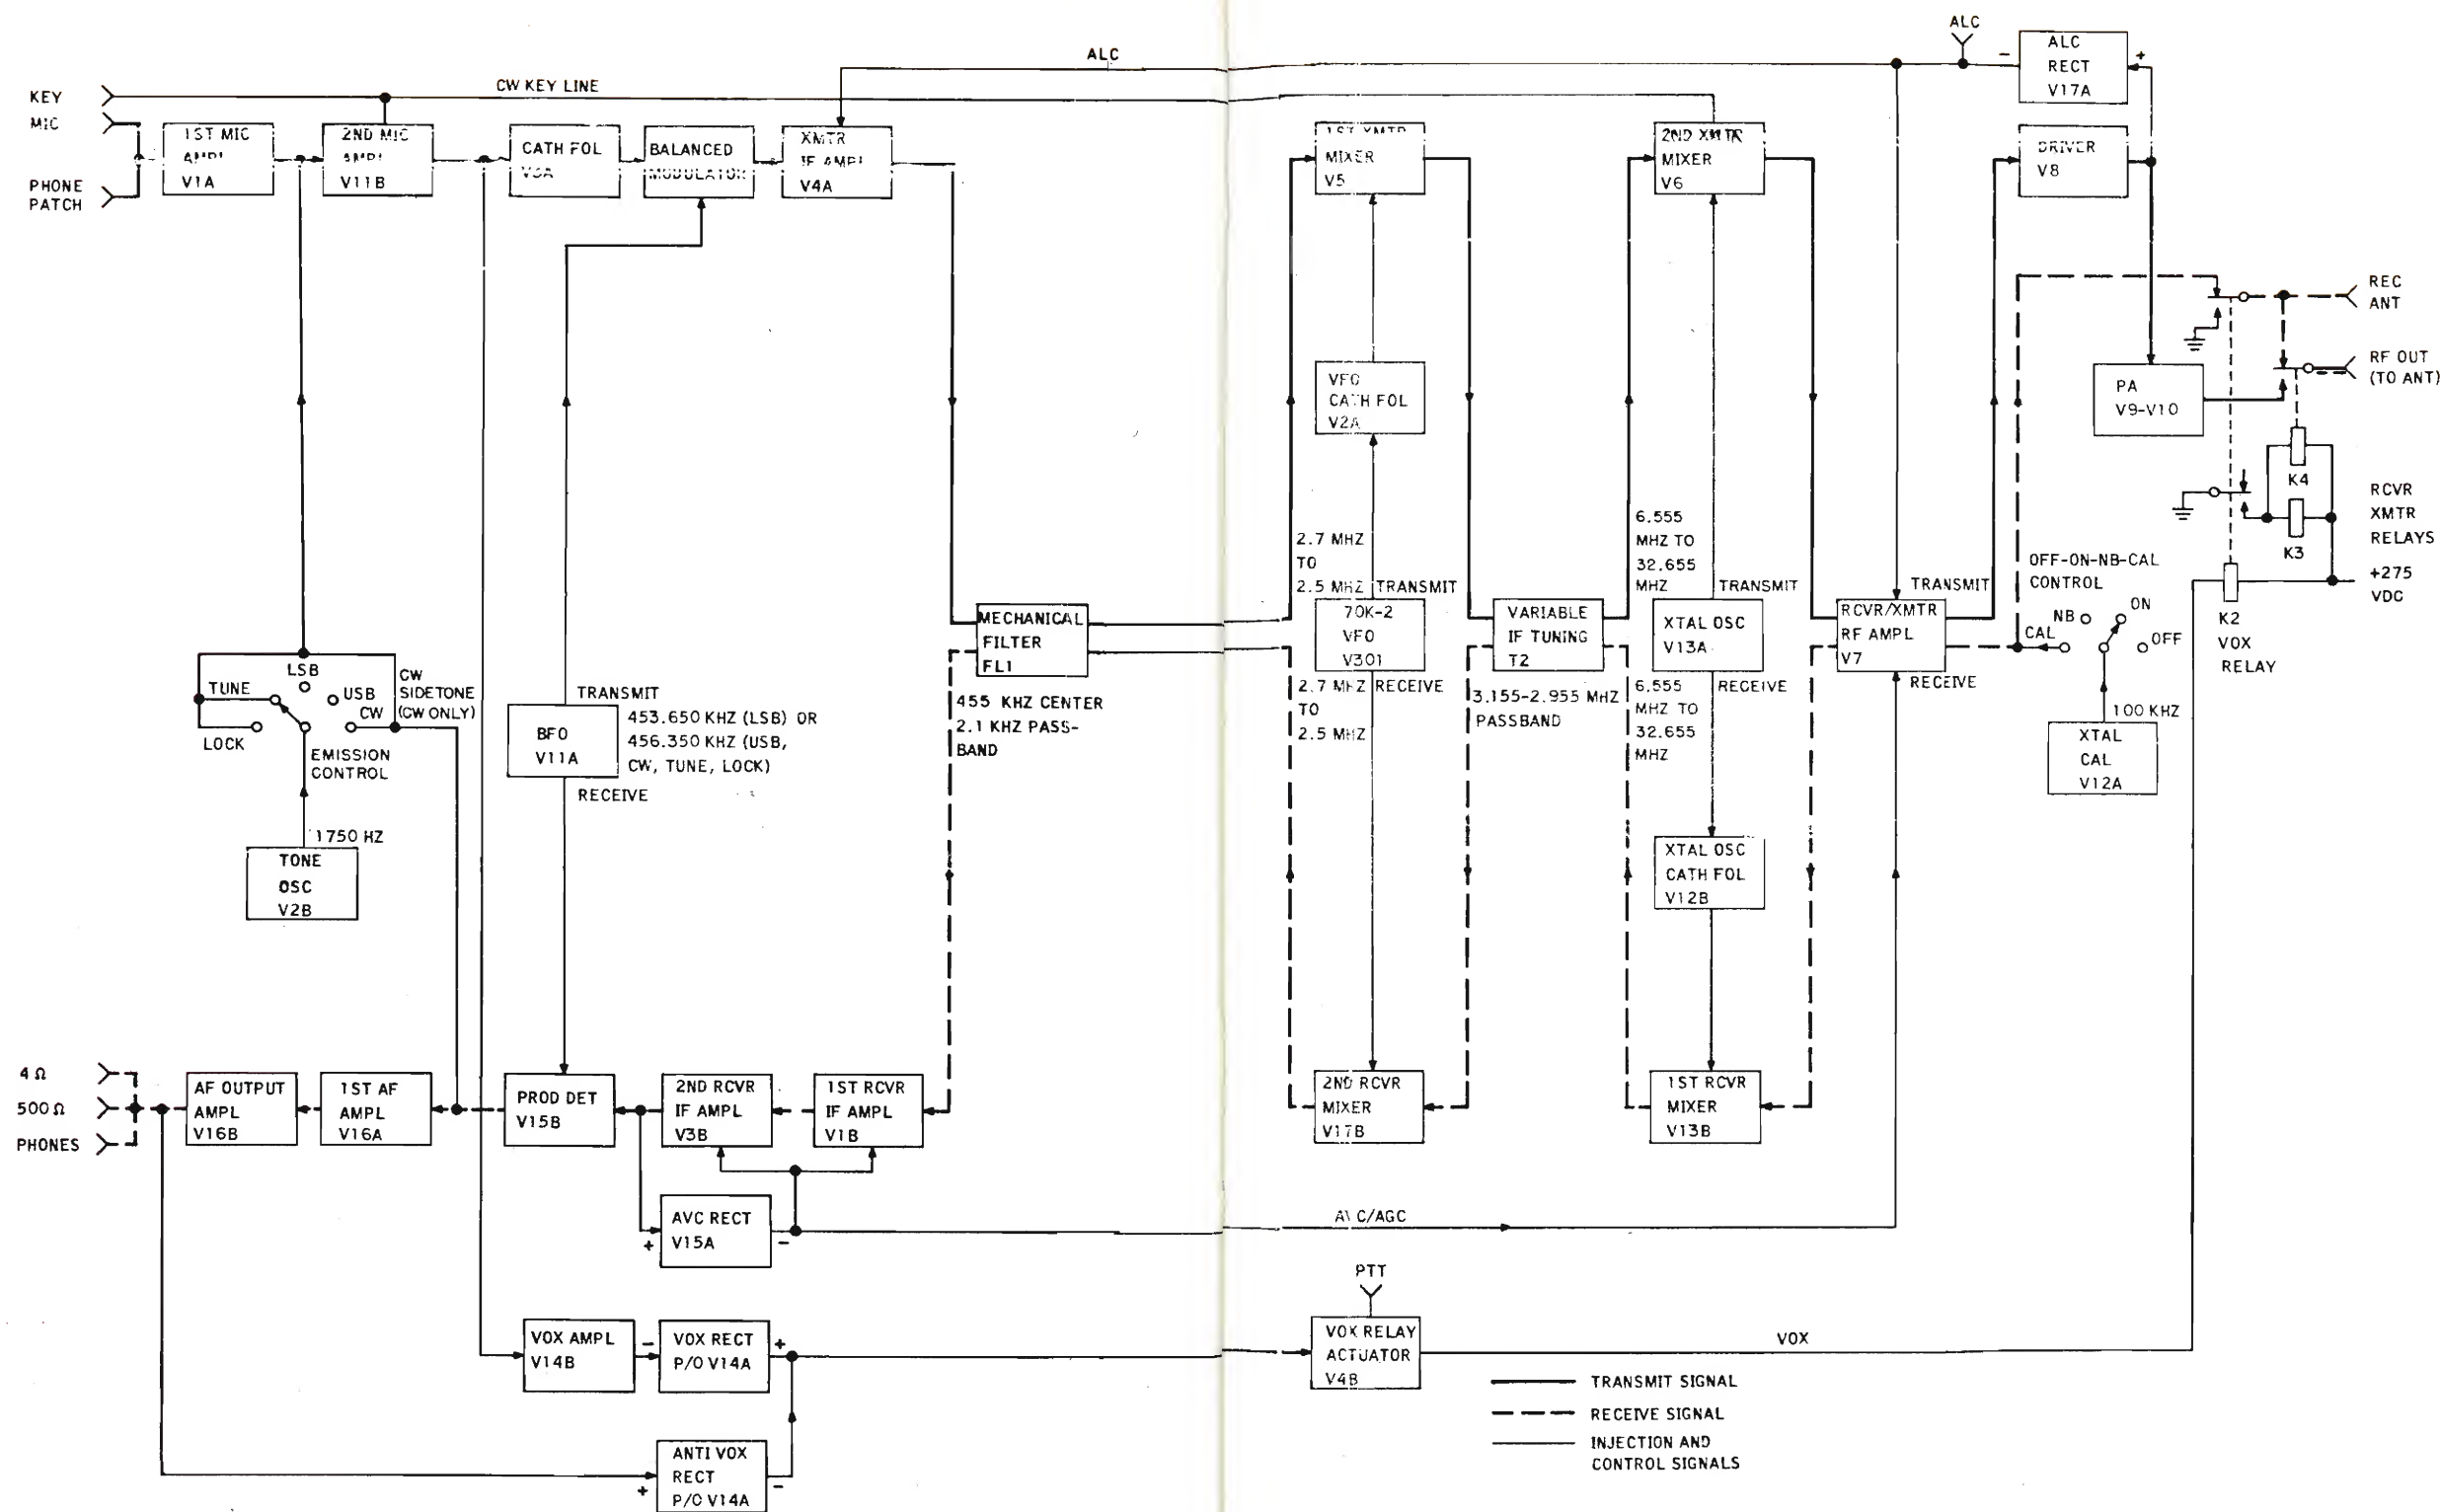 ALC
ALC
CW KEY LINE
KEY
MIC
PHONE
PATCH
1ST MIC
AMPL
V1A
2ND MIC
AMPL
V11B
CATH FOL
BALANCED
MODULATOR
XMTR
IF AMPL
V4A
1ST XMTR
MIXER
V5
2ND XMTR
MIXER
V6
ALC
RECT
V17A
-
+
DRIVER
V8
REC
ANT
RF OUT
(TO ANT)
PA
V9-V10
VFO
CATH FOL
V2A
K4
K3
RCVR
XMTR
RELAYS
+275
VDC
K2
VOX
RELAY
2.7 MHZ
TO
2.5 MHZ
TRANSMIT
70K-2
VFO
V301
2.7 MHZ
TO
2.5 MHZ
RECEIVE
VARIABLE
IF TUNING
T2
3.155-2.955 MHZ
PASSBAND
6.555
MHZ TO
32.655
MHZ
TRANSMIT
XTAL OSC
V13A
6.555
MHZ TO
32.655
MHZ
RECEIVE
RCVR/XMTR
RF AMPL
V7
TRANSMIT
RECEIVE
OFF-ON-NB-CAL
CONTROL
NB
ON
CAL
OFF
100 KHZ
XTAL
CAL
V12A
MECHANICAL
FILTER
FL1
455 KHZ CENTER
2.1 KHZ PASS-
BAND
TUNE
LSB
USB
CW
LOCK
CW
SIDETONE
(CW ONLY)
EMISSION
CONTROL
1750 HZ
TONE
OSC
V2B
TRANSMIT
BFO
V11A
453.650 KHZ (LSB) OR
456.350 KHZ (USB,
CW, TUNE, LOCK)
RECEIVE
XTAL OSC
CATH FOL
V12B
4Ω
500Ω
PHONES
AF OUTPUT
AMPL
V16B
1ST AF
AMPL
V16A
PROD DET
V15B
2ND RCVR
IF AMPL
V3B
1ST RCVR
IF AMPL
V1B
2ND RCVR
MIXER
V17B
1ST RCVR
MIXER
V13B
AVC RECT
V15A
+
-
/AGC
PTT
VOX AMPL
V14B
-
VOX RECT
P/O V14A
+
VOX RELAY
ACTUATOR
V4B
VOX
ANTI VOX
RECT
P/O V14A
+
-
TRANSMIT SIGNAL
RECEIVE SIGNAL
INJECTION AND
CONTROL SIGNALS